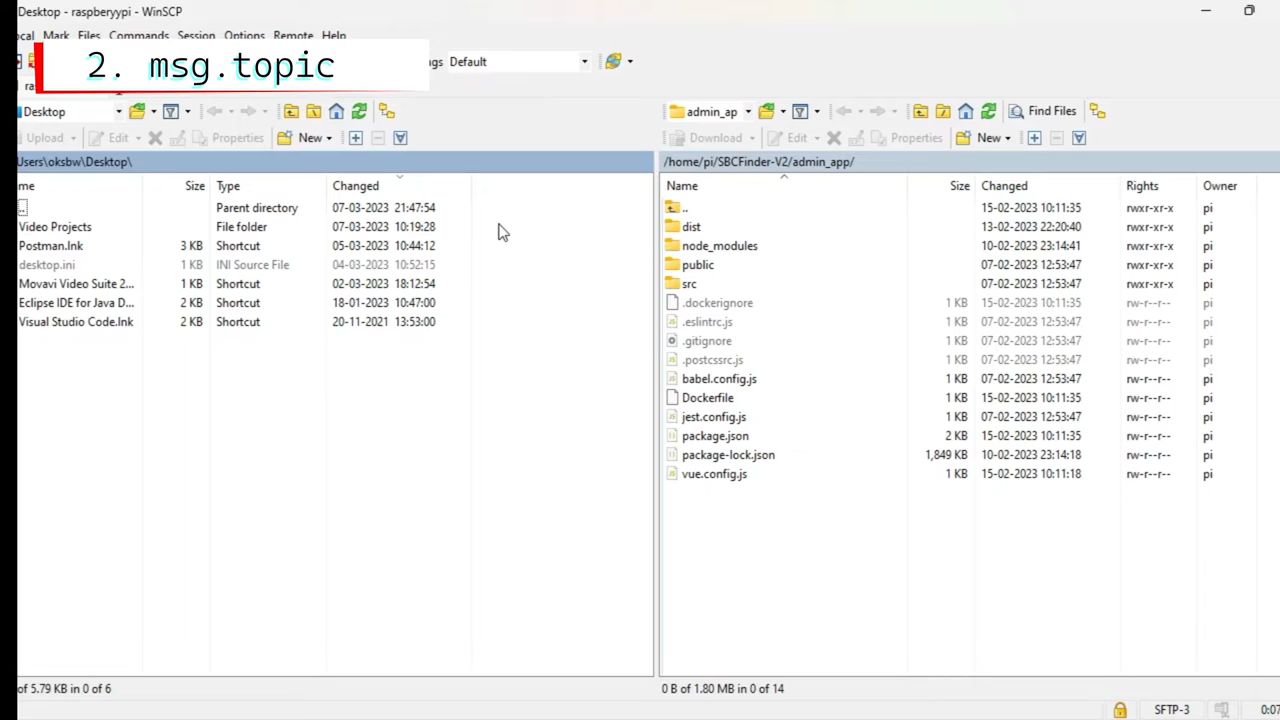 Desktop - raspberyypi - WinSCP
Mark Files Commands Session Options Remote Help
2. msg.topic
Default
Desktop
admin_ap
Find Files
Upload Edit Properties New
Download Edit Properties New
Users\oksbw\Desktop\
/home/pi/SBCFinder-V2/admin_app/
Size Type Changed
.. Parent directory 07-03-2023 21:47:54
Video Projects File folder 07-03-2023 10:19:28
Postman.lnk 3 KB Shortcut 05-03-2023 10:44:12
desktop.ini 1 KB INI Source File 04-03-2023 10:52:15
Movavi Video Suite 2... 1 KB Shortcut 02-03-2023 18:12:54
Eclipse IDE for Java D... 2 KB Shortcut 18-01-2023 10:47:00
Visual Studio Code.lnk 2 KB Shortcut 20-11-2021 13:53:00
Name Size Changed Rights Owner
.. 15-02-2023 10:11:35 rwxr-xr-x pi
dist 13-02-2023 22:20:40 rwxr-xr-x pi
node_modules 10-02-2023 23:14:41 rwxr-xr-x pi
public 07-02-2023 12:53:47 rwxr-xr-x pi
src 07-02-2023 12:53:47 rwxr-xr-x pi
.dockerignore 1 KB 15-02-2023 10:11:35 rw-r--r-- pi
.eslintrc.js 1 KB 07-02-2023 12:53:47 rw-r--r-- pi
.gitignore 1 KB 07-02-2023 12:53:47 rw-r--r-- pi
.postcssrc.js 1 KB 07-02-2023 12:53:47 rw-r--r-- pi
babel.config.js 1 KB 07-02-2023 12:53:47 rw-r--r-- pi
Dockerfile 1 KB 15-02-2023 10:11:35 rw-r--r-- pi
jest.config.js 1 KB 07-02-2023 12:53:47 rw-r--r-- pi
package.json 2 KB 15-02-2023 10:11:35 rw-r--r-- pi
package-lock.json 1,849 KB 10-02-2023 23:14:18 rw-r--r-- pi
vue.config.js 1 KB 15-02-2023 10:11:18 rw-r--r-- pi
of 5.79 KB in 0 of 6
0 B of 1.80 MB in 0 of 14
SFTP-3 0:07